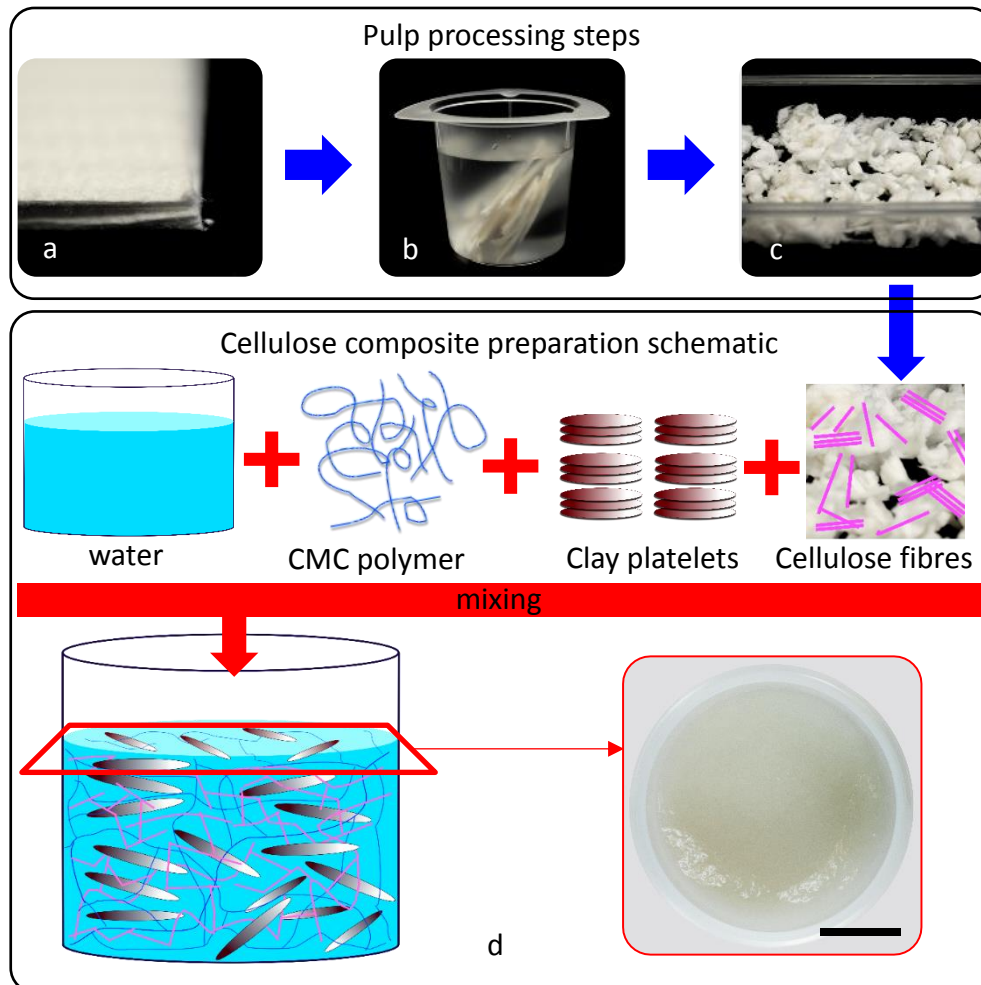 Pulp processing steps
a
b
c
Cellulose composite preparation schematic
water
CMC polymer
Clay platelets
Cellulose fibres
mixing
d